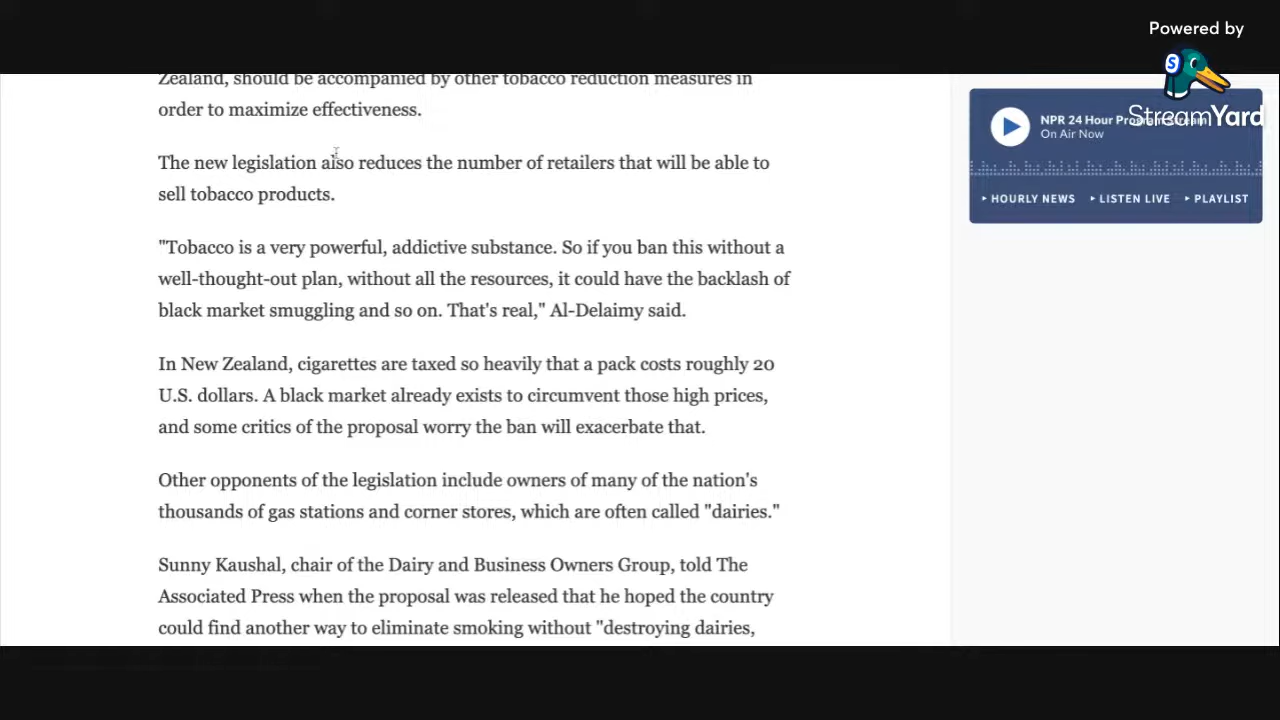 Powered by
StreamYard
Zealand, should be accompanied by other tobacco reduction measures in
order to maximize effectiveness.
The new legislation also reduces the number of retailers that will be able to
sell tobacco products.
"Tobacco is a very powerful, addictive substance. So if you ban this without a
well-thought-out plan, without all the resources, it could have the backlash of
black market smuggling and so on. That's real," Al-Delaimy said.
In New Zealand, cigarettes are taxed so heavily that a pack costs roughly 20
U.S. dollars. A black market already exists to circumvent those high prices,
and some critics of the proposal worry the ban will exacerbate that.
Other opponents of the legislation include owners of many of the nation's
thousands of gas stations and corner stores, which are often called "dairies."
Sunny Kaushal, chair of the Dairy and Business Owners Group, told The
Associated Press when the proposal was released that he hoped the country
could find another way to eliminate smoking without "destroying dairies,
NPR 24 Hour Program Stream
On Air Now
HOURLY NEWS
LISTEN LIVE
PLAYLIST